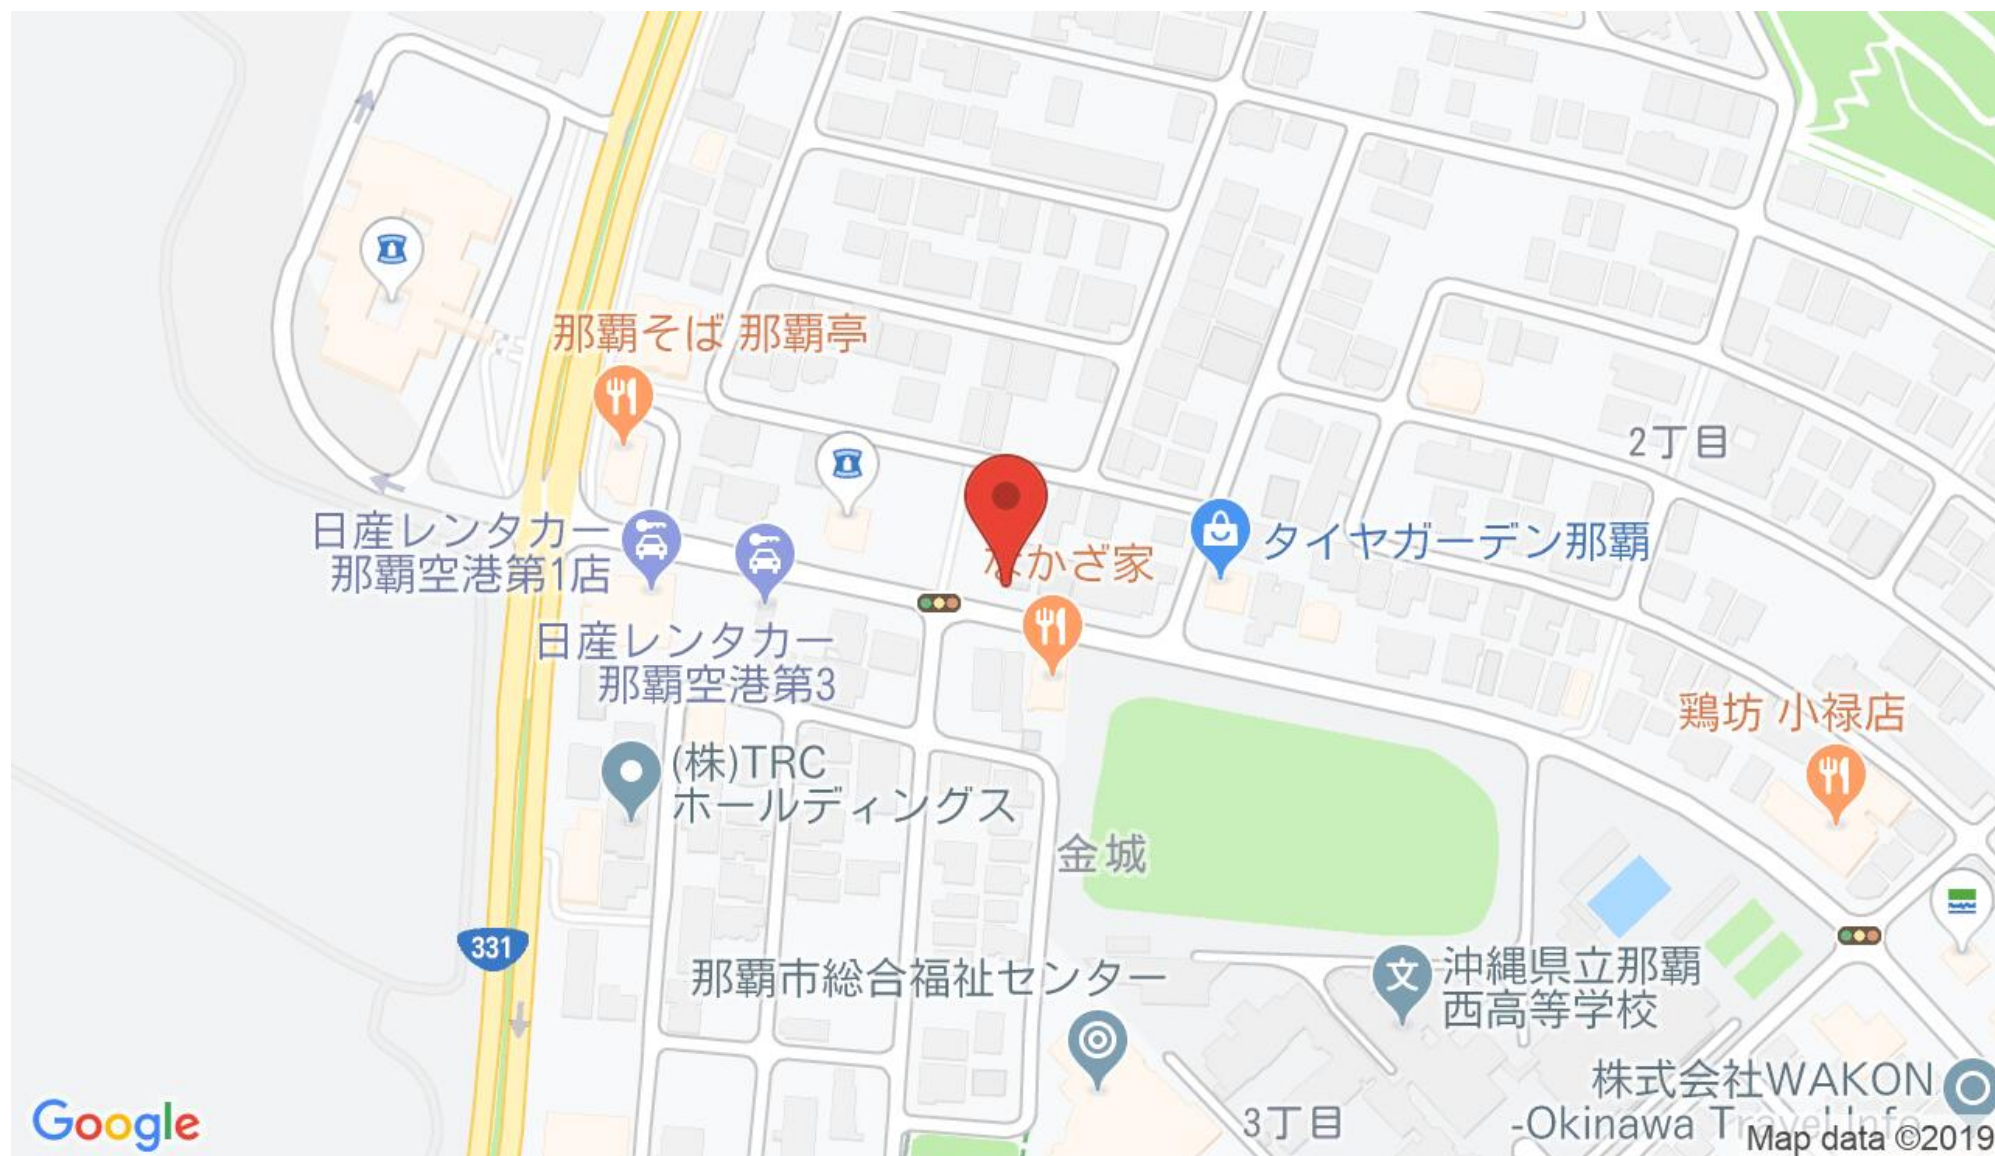 那覇そば 那覇亭
2丁目
日産レンタカー
那覇空港第1店
なかざ家
タイヤガーデン那覇
日産レンタカー
那覇空港第3
鶏坊 小禄店
(株)TRC
ホールディングス
金城
331
那覇市総合福祉センター
文
沖縄県立那覇
西高等学校
株式会社WAKON
-Okinawa Travel Info
3丁目
Google
Map data ©2019